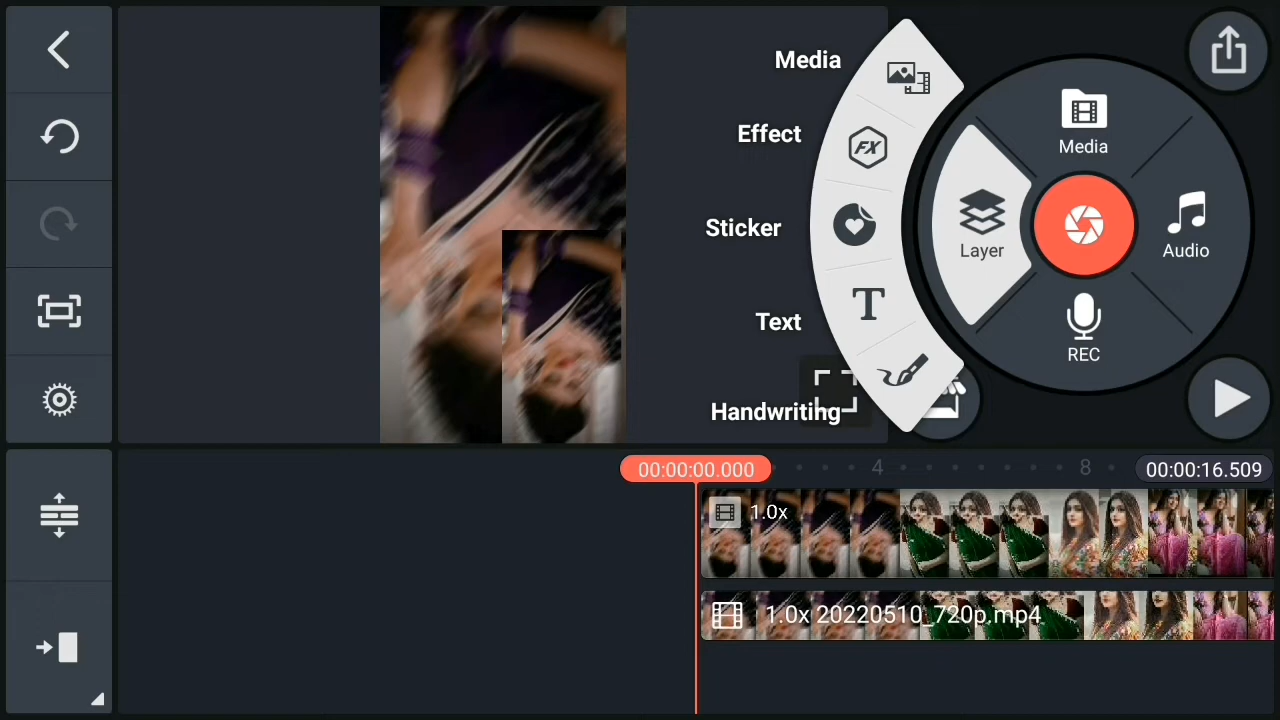 Media
Effect
Sticker
Text
Handwriting
FX
T
Media
Layer
Audio
REC
00:00:00.000
4
8
00:00:16.509
1.0x
1.0x 20220510_720p.mp4